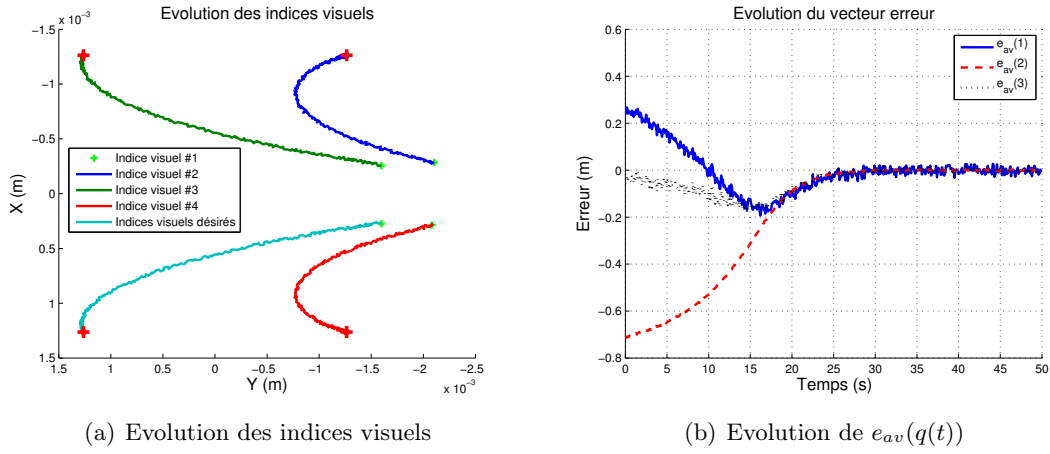 Evolution des indices visuels
x 10⁻³
−1.5
−1
−0.5
0
0.5
1
1.5
X (m)
Indice visuel #1
Indice visuel #2
Indice visuel #3
Indice visuel #4
Indices visuels désirés
1.5 1 0.5 0 −0.5 −1 −1.5 −2 −2.5
Y (m)
x 10⁻³
(a) Evolution des indices visuels
Evolution du vecteur erreur
0.6
0.4
0.2
0
−0.2
−0.4
−0.6
−0.8
Erreur (m)
e_av(1)
e_av(2)
e_av(3)
0 5 10 15 20 25 30 35 40 45 50
Temps (s)
(b) Evolution de e_av(q(t))